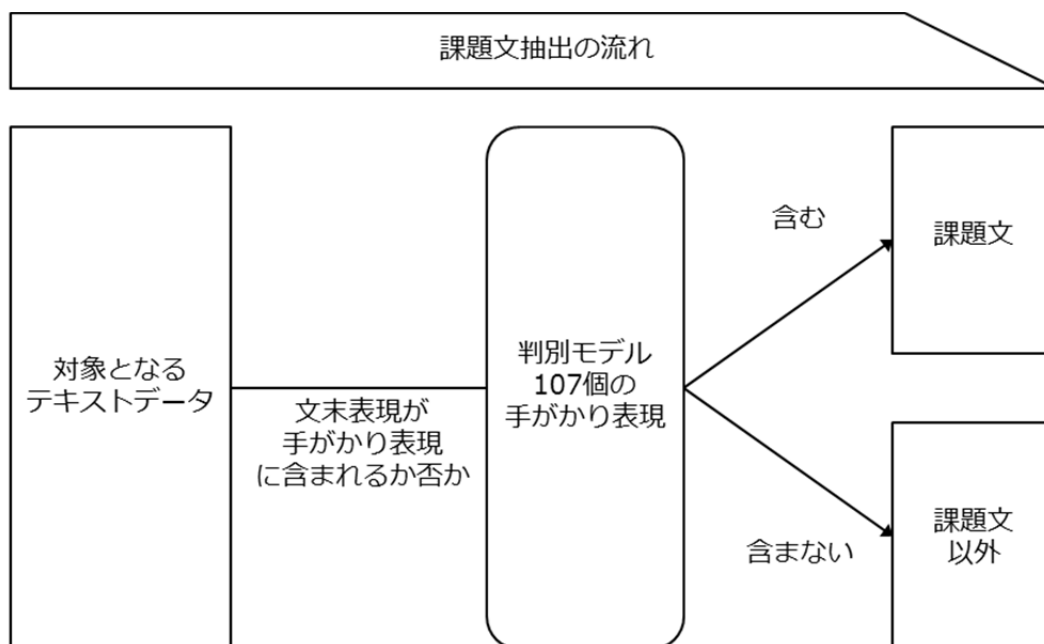 課題文抽出の流れ
対象となる
テキストデータ
文末表現が
手がかり表現
に含まれるか否か
判別モデル
107個の
手がかり表現
含む
含まない
課題文
課題文
以外